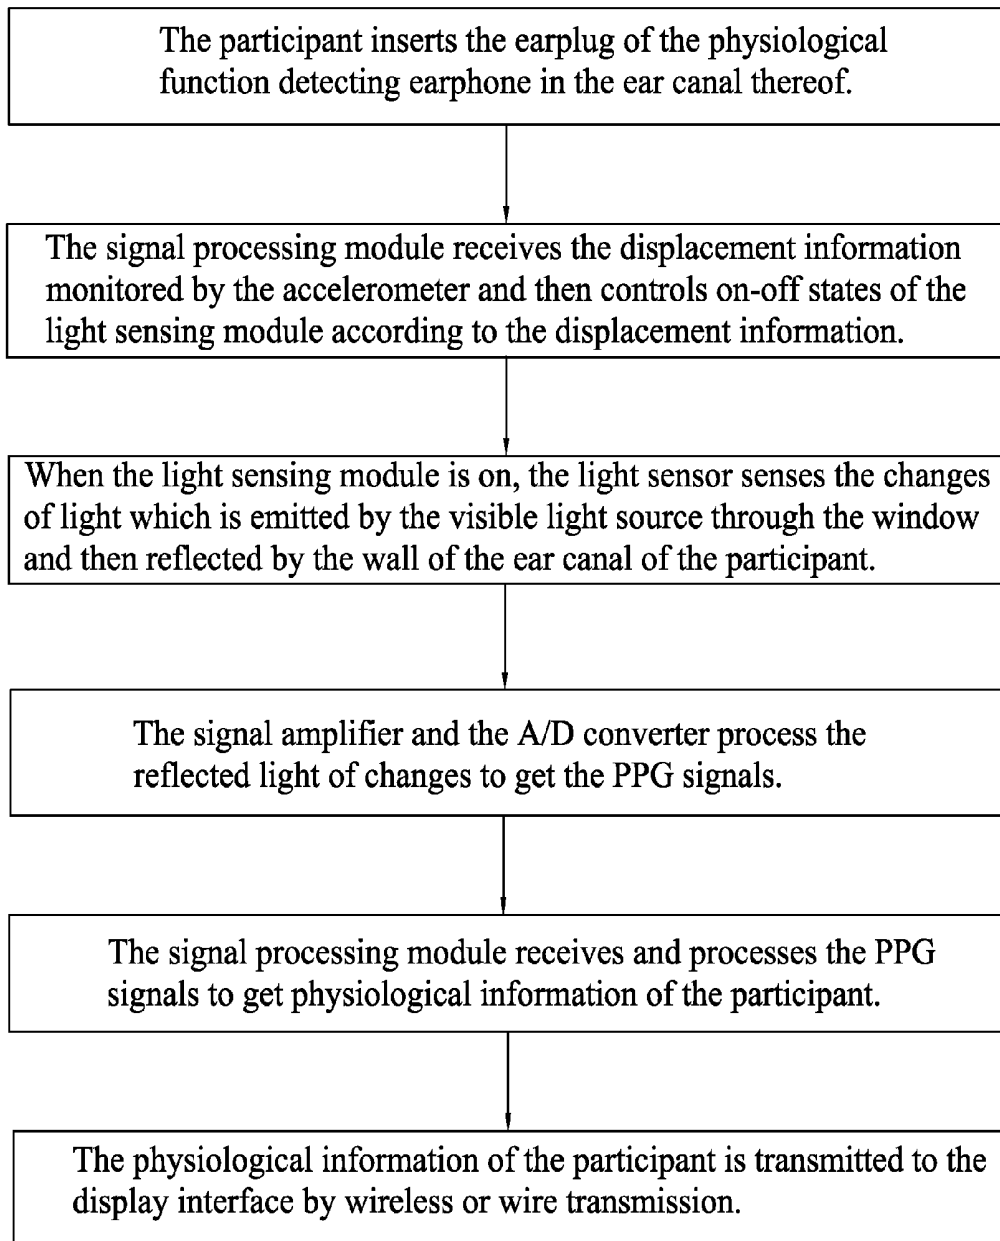 The participant inserts the earplug of the physiological
function detecting earphone in the ear canal thereof.
The signal processing module receives the displacement information
monitored by the accelerometer and then controls on-off states of the
light sensing module according to the displacement information.
When the light sensing module is on, the light sensor senses the changes
of light which is emitted by the visible light source through the window
and then reflected by the wall of the ear canal of the participant.
The signal amplifier and the A/D converter process the
reflected light of changes to get the PPG signals.
The signal processing module receives and processes the PPG
signals to get physiological information of the participant.
The physiological information of the participant is transmitted to the
display interface by wireless or wire transmission.